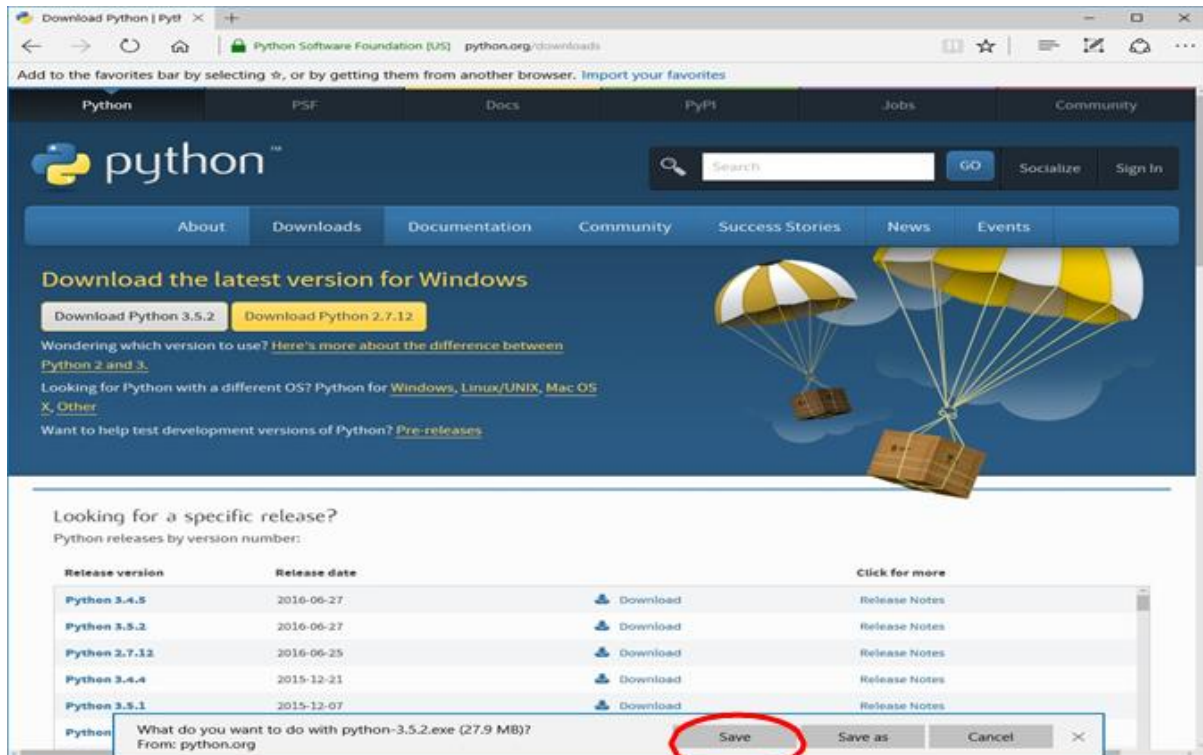 Download Python | Pyt
Python Software Foundation [US] python.org/downloads
Add to the favorites bar by selecting ☆, or by getting them from another browser. Import your favorites
Python PSF Docs PyPI Jobs Community
python™
Search GO Socialize Sign In
About Downloads Documentation Community Success Stories News Events
Download the latest version for Windows
Download Python 3.5.2 Download Python 2.7.12
Wondering which version to use? Here's more about the difference between
Python 2 and 3.
Looking for Python with a different OS? Python for Windows, Linux/UNIX, Mac OS
X, Other
Want to help test development versions of Python? Pre-releases
Looking for a specific release?
Python releases by version number:
Release version Release date Click for more
Python 3.4.5 2016-06-27 Download Release Notes
Python 3.5.2 2016-06-27 Download Release Notes
Python 2.7.12 2016-06-25 Download Release Notes
Python 3.4.4 2015-12-21 Download Release Notes
Python 3.5.1 2015-12-07 Download Release Notes
Python
What do you want to do with python-3.5.2.exe (27.9 MB)?
From: python.org
Save Save as Cancel